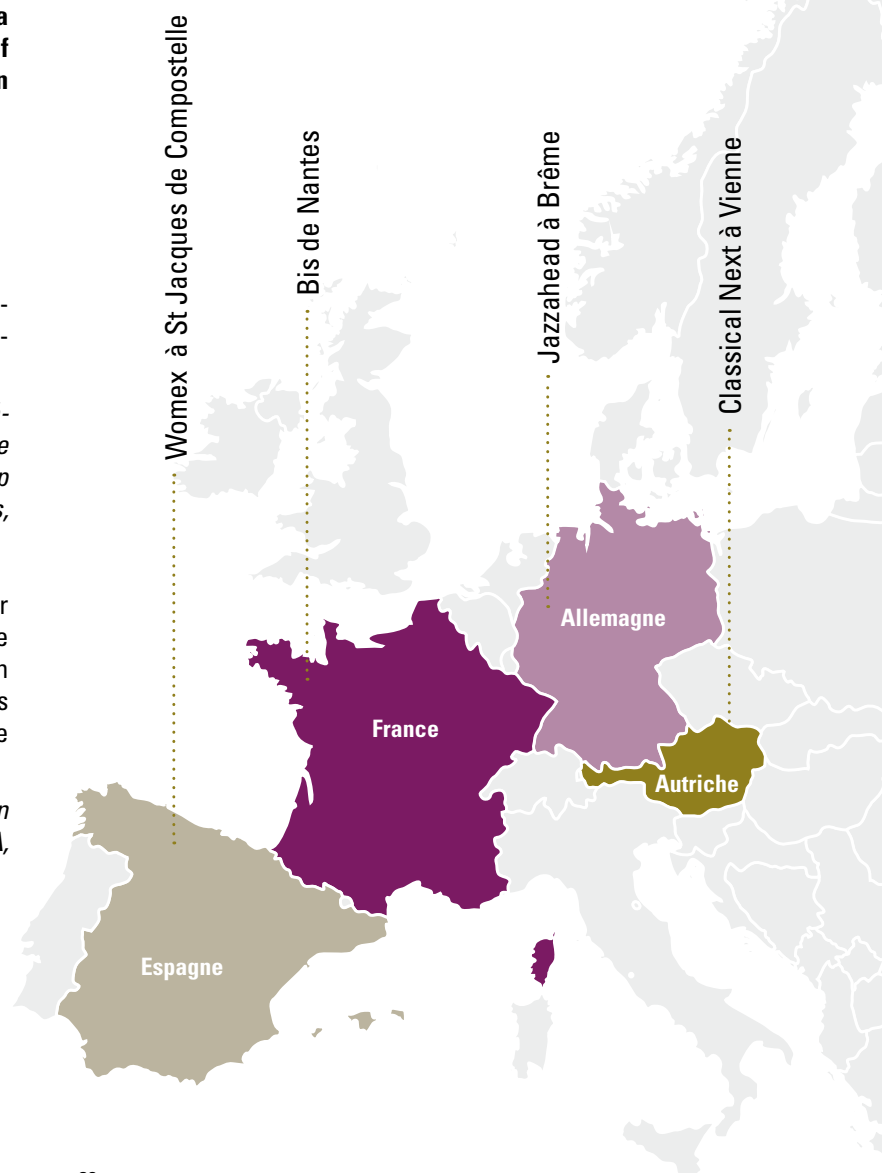 a
f
n
-
-
-
e
p
s,
r
e
n
s
e
n
A,
Womex à St Jacques de Compostelle
Bis de Nantes
Jazzahead à Brême
Classical Next à Vienne
Allemagne
France
Autriche
Espagne